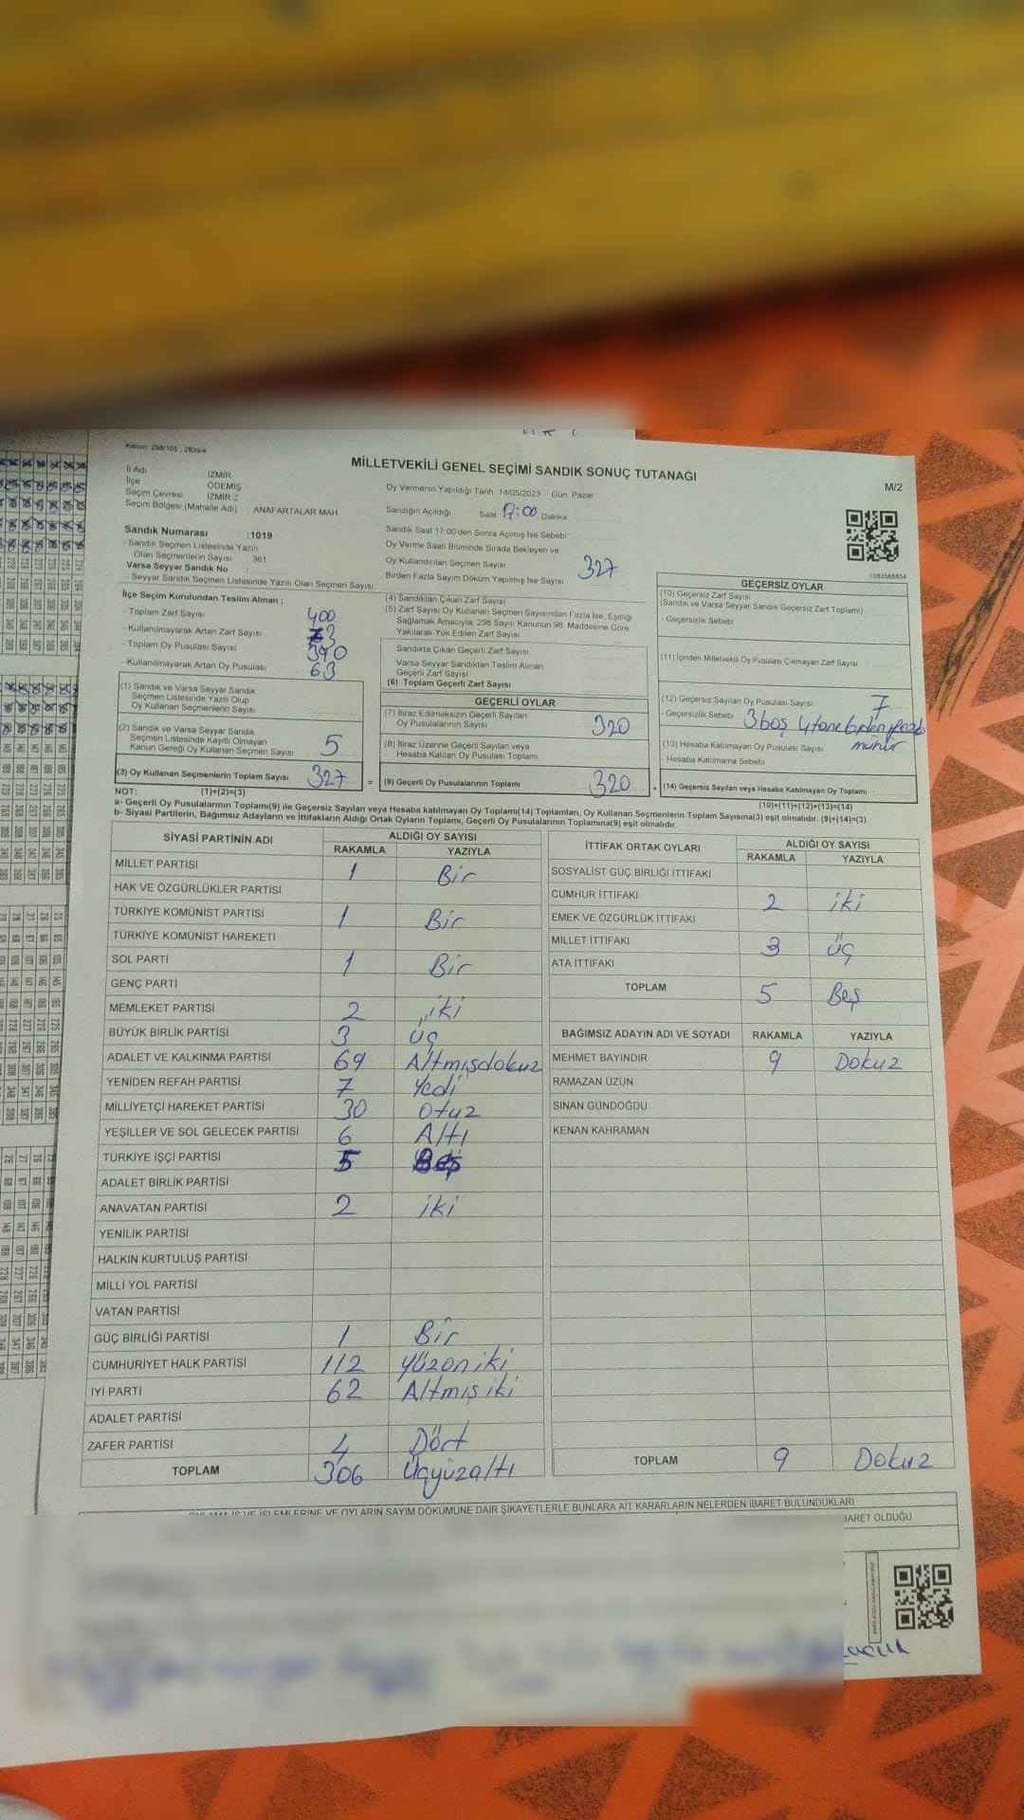 MİLLETVEKİLİ GENEL SEÇİMİ SANDIK SONUÇ TUTANAĞI
M/2
İl Adı İZMİR
İlçe ÖDEMİŞ
Seçim Çevresi İZMİR-2
Seçim Bölgesi (Mahalle Adı) ANAFARTALAR MAH
Oy Vermenin Yapıldığı Tarih 14/05/2023 Gün Pazar
Sandığın Açıldığı Saat 17:00 Dakika
Sandık Numarası :1019
- Sandık Seçmen Listesinde Yazılı
Olan Seçmenlerin Sayısı 361
Varsa Seyyar Sandık No
- Seyyar Sandık Seçmen Listesinde Yazılı Olan Seçmen Sayısı
Sandık Saat 17:00'den Sonra Açılmış İse Sebebi
Oy Verme Saati Bitiminde Sırada Bekleyen ve
Oy Kullandırılan Seçmen Sayısı 327
Birden Fazla Sayım Döküm Yapılmış İse Sayısı
İlçe Seçim Kurulundan Teslim Alınan :
- Toplam Zarf Sayısı 400
- Kullanılmayarak Artan Zarf Sayısı 73
- Toplam Oy Pusulası Sayısı 390
- Kullanılmayarak Artan Oy Pusulası 63
(1) Sandık ve Varsa Seyyar Sandık
Seçmen Listesinde Yazılı Olup
Oy Kullanan Seçmenlerin Sayısı
(2) Sandık ve Varsa Seyyar Sandık
Seçmen Listesinde Kayıtlı Olmayan
Kanun Gereği Oy Kullanan Seçmen Sayısı 5
(3) Oy Kullanan Seçmenlerin Toplam Sayısı 327
(1)+(2)=(3)
(4) Sandıktan Çıkan Zarf Sayısı
(5) Zarf Sayısı Oy Kullanan Seçmen Sayısından Fazla İse, Eşitliği
Sağlamak Amacıyla, 298 Sayılı Kanunun 98. Maddesine Göre
Yakılarak Yok Edilen Zarf Sayısı
Sandıkta Çıkan Geçerli Zarf Sayısı
Varsa Seyyar Sandıktan Teslim Alınan
Geçerli Zarf Sayısı
(6) Toplam Geçerli Zarf Sayısı
GEÇERLİ OYLAR
(7) İtiraz Edilmeksizin Geçerli Sayılan
Oy Pusulalarının Sayısı 320
(8) İtiraz Üzerine Geçerli Sayılan veya
Hesaba Katılan Oy Pusulası Toplamı
= (9) Geçerli Oy Pusulalarının Toplamı 320
GEÇERSİZ OYLAR
(10) Geçersiz Zarf Sayısı
(Sandık ve Varsa Seyyar Sandık Geçersiz Zarf Toplamı)
- Geçersizlik Sebebi
(11) İçinden Milletvekili Oy Pusulası Çıkmayan Zarf Sayısı
(12) Geçersiz Sayılan Oy Pusulası Sayısı 7
- Geçersizlik Sebebi 3 boş 4 tane birden fazla
mühür
(13) Hesaba Katılmayan Oy Pusulası Sayısı
Hesaba Katılmama Sebebi
+ (14) Geçersiz Sayılan veya Hesaba Katılmayan Oy Toplamı
(10)+(11)+(12)+(13)=(14)
NOT:
a- Geçerli Oy Pusulalarının Toplamı(9) ile Geçersiz Sayılan veya Hesaba katılmayan Oy Toplamı(14) Toplamları, Oy Kullanan Seçmenlerin Toplam Sayısına(3) eşit olmalıdır. (9)+(14)=(3)
b- Siyasi Partilerin, Bağımsız Adayların ve İttifakların Aldığı Ortak Oyların Toplamı, Geçerli Oy Pusulalarının Toplamına(9) eşit olmalıdır.
SİYASİ PARTİNİN ADI ALDIĞI OY SAYISI
RAKAMLA YAZIYLA
MİLLET PARTİSİ 1 Bir
HAK VE ÖZGÜRLÜKLER PARTİSİ
TÜRKİYE KOMÜNİST PARTİSİ 1 Bir
TÜRKİYE KOMÜNİST HAREKETİ
SOL PARTİ 1 Bir
GENÇ PARTİ
MEMLEKET PARTİSİ 2 iki
BÜYÜK BİRLİK PARTİSİ 3 üç
ADALET VE KALKINMA PARTİSİ 69 Altmışdokuz
YENİDEN REFAH PARTİSİ 7 Yedi
MİLLİYETÇİ HAREKET PARTİSİ 30 Otuz
YEŞİLLER VE SOL GELECEK PARTİSİ 6 Altı
TÜRKİYE İŞÇİ PARTİSİ 5 Beş
ADALET BİRLİK PARTİSİ
ANAVATAN PARTİSİ 2 iki
YENİLİK PARTİSİ
HALKIN KURTULUŞ PARTİSİ
MİLLİ YOL PARTİSİ
VATAN PARTİSİ
GÜÇ BİRLİĞİ PARTİSİ 1 Bir
CUMHURİYET HALK PARTİSİ 112 Yüzoniki
İYİ PARTİ 62 Altmış iki
ADALET PARTİSİ
ZAFER PARTİSİ 4 Dört
TOPLAM 306 Üçyüzaltı
İTTİFAK ORTAK OYLARI ALDIĞI OY SAYISI
RAKAMLA YAZIYLA
SOSYALİST GÜÇ BİRLİĞİ İTTİFAKI
CUMHUR İTTİFAKI 2 iki
EMEK VE ÖZGÜRLÜK İTTİFAKI
MİLLET İTTİFAKI 3 üç
ATA İTTİFAKI
TOPLAM 5 Beş
BAĞIMSIZ ADAYIN ADI VE SOYADI RAKAMLA YAZIYLA
MEHMET BAYINDIR 9 Dokuz
RAMAZAN UZUN
SİNAN GÜNDOĞDU
KENAN KAHRAMAN
TOPLAM 9 Dokuz
İŞ VE İŞLEMLERİNE VE OYLARIN SAYIM DÖKÜMÜNE DAİR ŞİKAYETLERLE BUNLARA AİT KARARLARIN NELERDEN İBARET BULUNDUKLARI
OLDUĞU